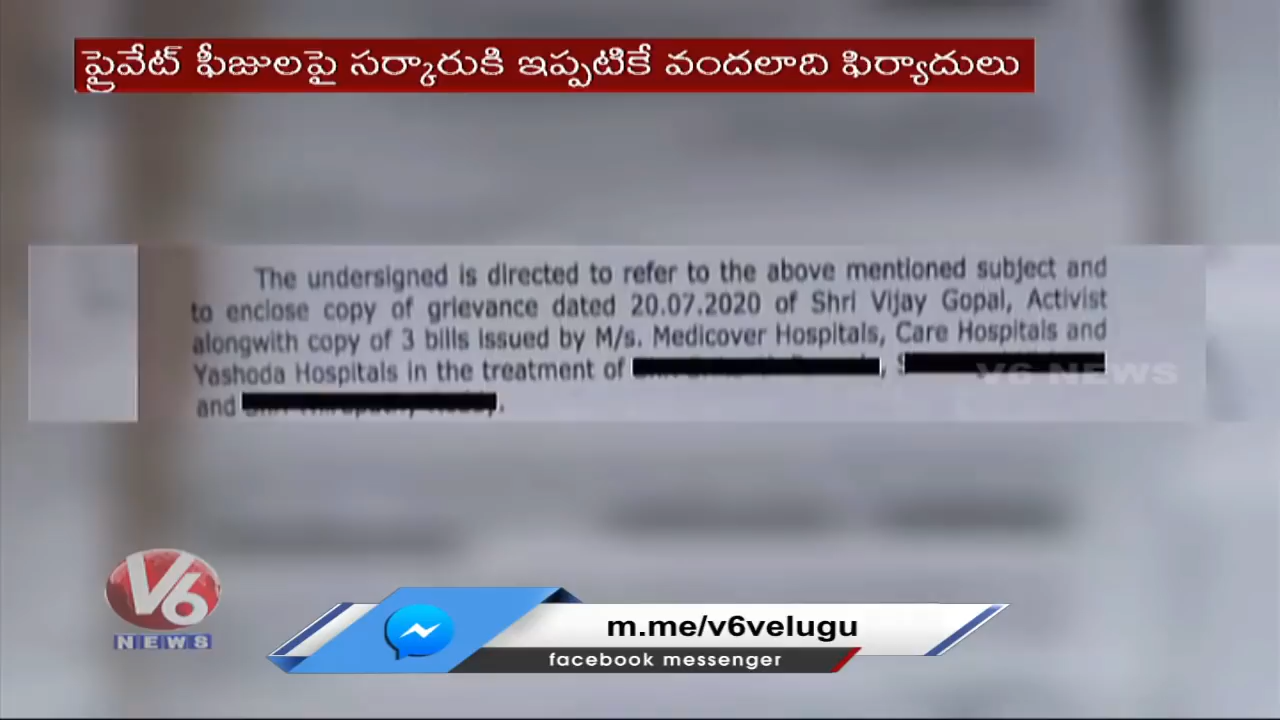 ప్రైవేట్ ఫీజులపై సర్కారుకి ఇప్పటికే వందలాది ఫిర్యాదులు
The undersigned is directed to refer to the above mentioned subject and
to enclose copy of grievance dated 20.07.2020 of Shri Vijay Gopal, Activist
alongwith copy of 3 bills issued by M/s. Medicover Hospitals, Care Hospitals and
Yashoda Hospitals in the treatment of , S
V6 NEWS
and .
V6
NEWS
m.me/v6velugu
facebook messenger